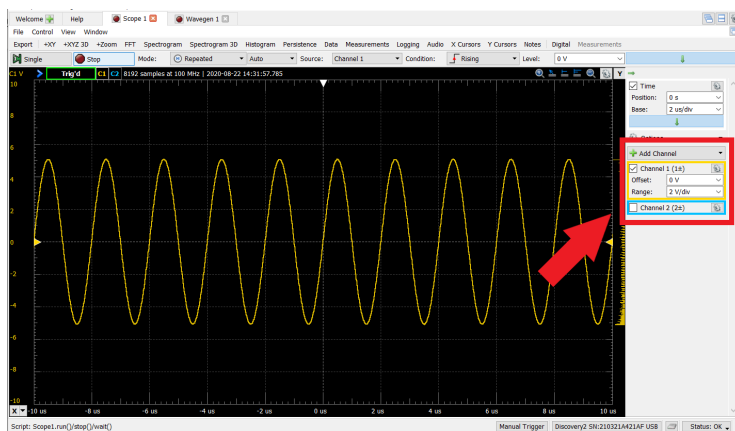 Welcome Help Scope 1 Wavegen 1
File Control View Window
Export +XY +XYZ 3D +Zoom FFT Spectrogram Spectrogram 3D Histogram Persistence Data Measurements Logging Audio X Cursors Y Cursors Notes Digital Measurements
Single Stop Mode: Repeated Auto Source: Channel 1 Condition: Rising Level: 0 V
C1 V Trig'd C1 C2 8192 samples at 100 MHz | 2020-08-22 14:31:57.785 Y
10
8
6
4
2
0
-2
-4
-6
-8
-10
X -10 us -8 us -6 us -4 us -2 us 0 us 2 us 4 us 6 us 8 us 10 us
Time
Position: 0 s
Base: 2 us/div
Options
Add Channel
Channel 1 (1±)
Offset: 0 V
Range: 2 V/div
Channel 2 (2±)
Script: Scope1.run()/stop()/wait() Manual Trigger Discovery2 SN:210321A421AF USB Status: OK